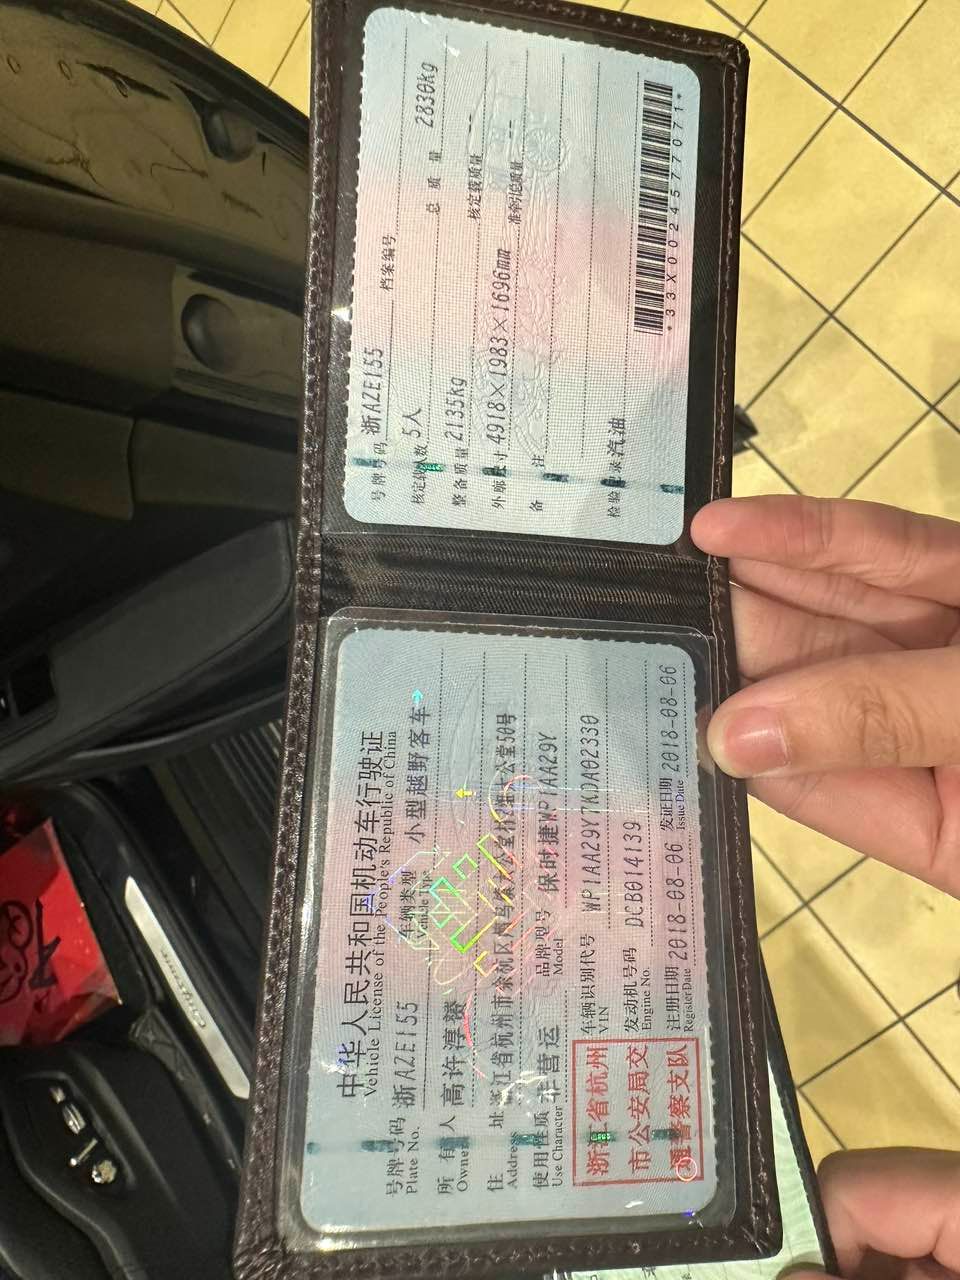 中华人民共和国机动车行驶证
Vehicle License of the People's Republic of China
号牌号码 浙AZE155 车辆类型 小型越野客车
Plate No. Vehicle Type
所有人 高许淳赟
Owner
住址
Address
使用性质 非营运 品牌型号 保时捷WP1AA29Y
Use Character Model
浙江省杭州
市公安局交
通警察支队
车辆识别代号 WP1AA29Y1KDA02330
VIN
发动机号码 DCB014139
Engine No.
注册日期 2018-08-06 发证日期 2018-08-06
Register Date Issue Date
号牌号码 浙AZE155 档案编号
核定载人数 5人 总质量 2830kg
整备质量 2135kg 核定载质量
外廓尺寸 4918×1983×1696mm 准牵引总质量
备注
检验记录 汽油
*33X0024577071*
Cayenne